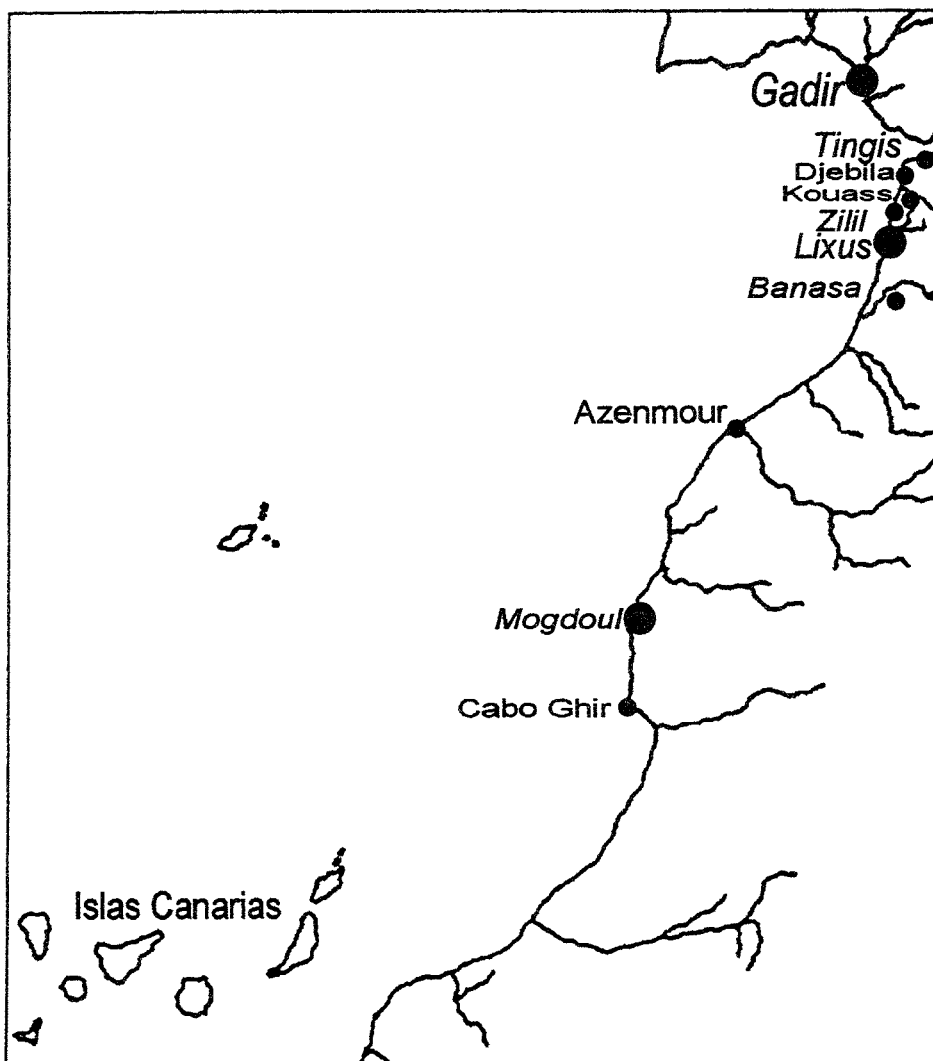 Gadir
Tingis
Djebila
Kouass
Zilil
Lixus
Banasa
Azenmour
Mogdoul
Cabo Ghir
Islas Canarias